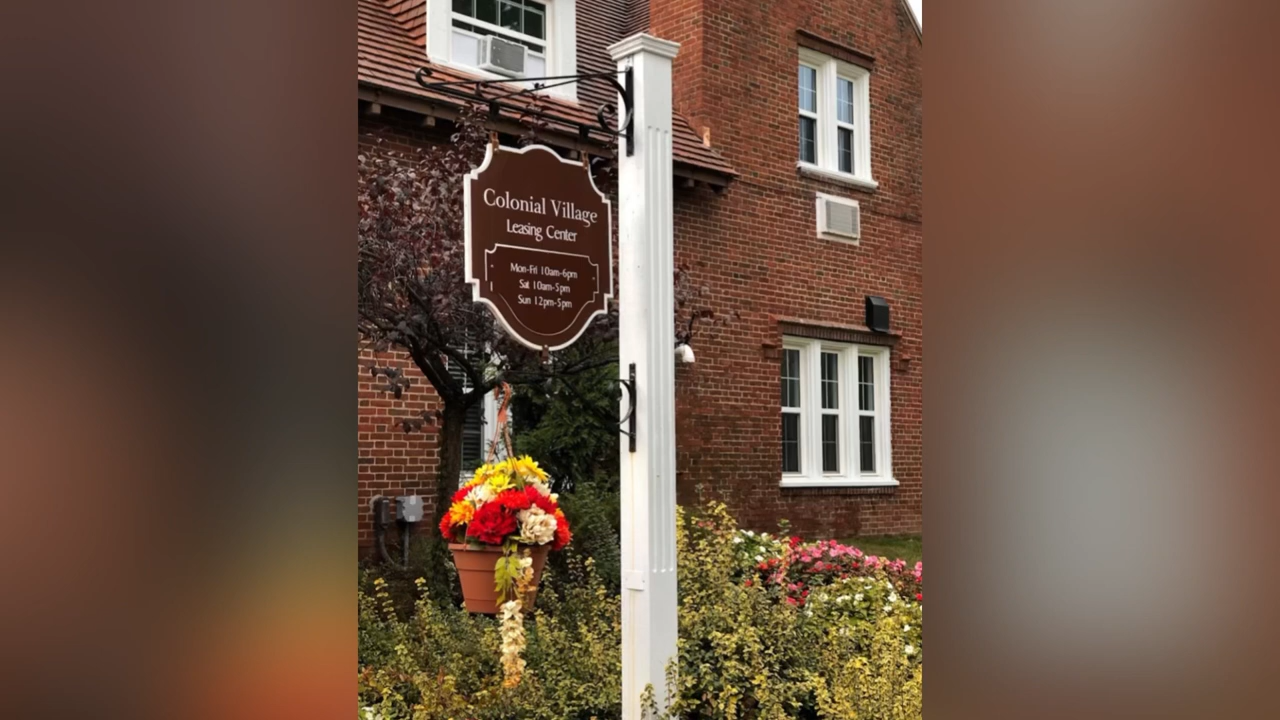 Colonial Village
Leasing Center
Mon-Fri 10am-6pm
Sat 10am-5pm
Sun 12pm-5pm